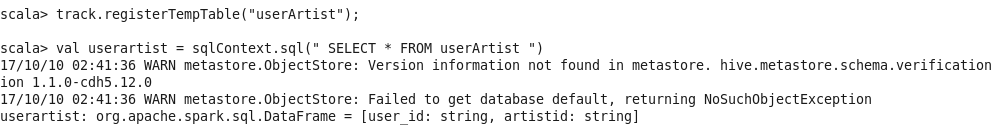 scala> track.registerTempTable("userArtist");
scala> val userartist = sqlContext.sql(" SELECT * FROM userArtist ")
17/10/10 02:41:36 WARN metastore.ObjectStore: Version information not found in metastore. hive.metastore.schema.verification
ion 1.1.0-cdh5.12.0
17/10/10 02:41:36 WARN metastore.ObjectStore: Failed to get database default, returning NoSuchObjectException
userartist: org.apache.spark.sql.DataFrame = [user_id: string, artistid: string]